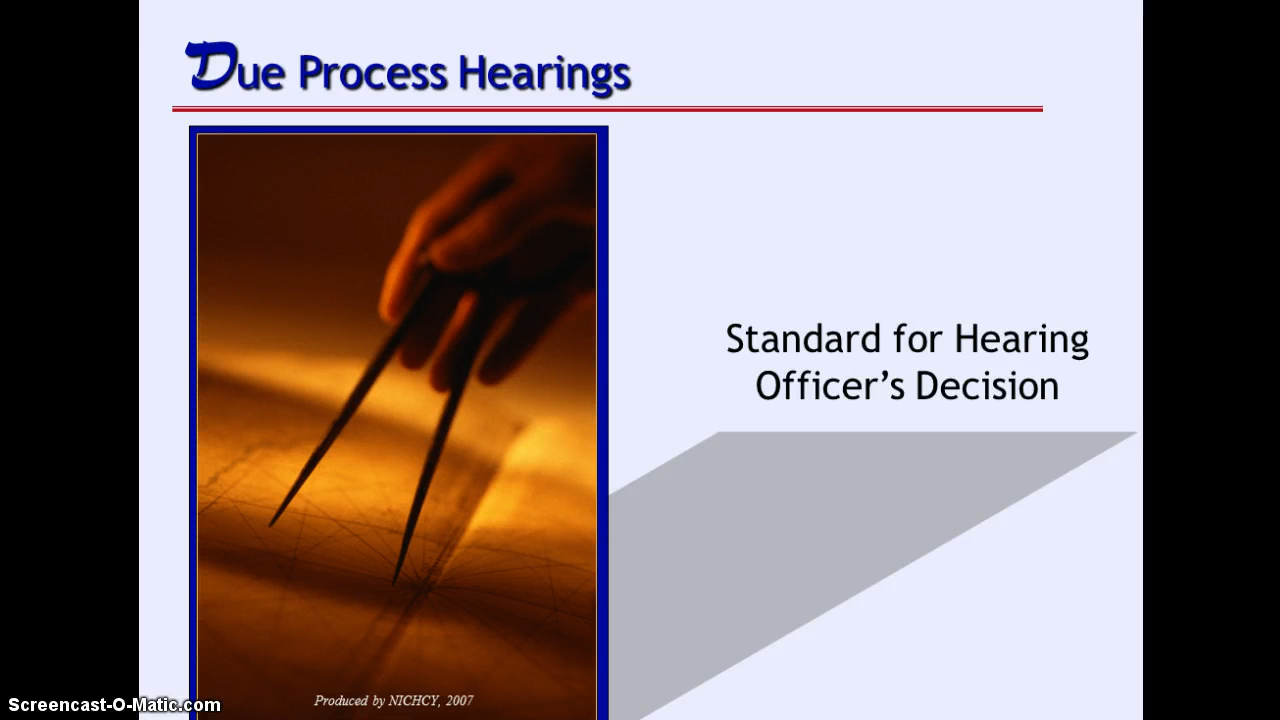 Due Process Hearings
Standard for Hearing
Officer’s Decision
Produced by NICHCY, 2007
Screencast-O-Matic.com